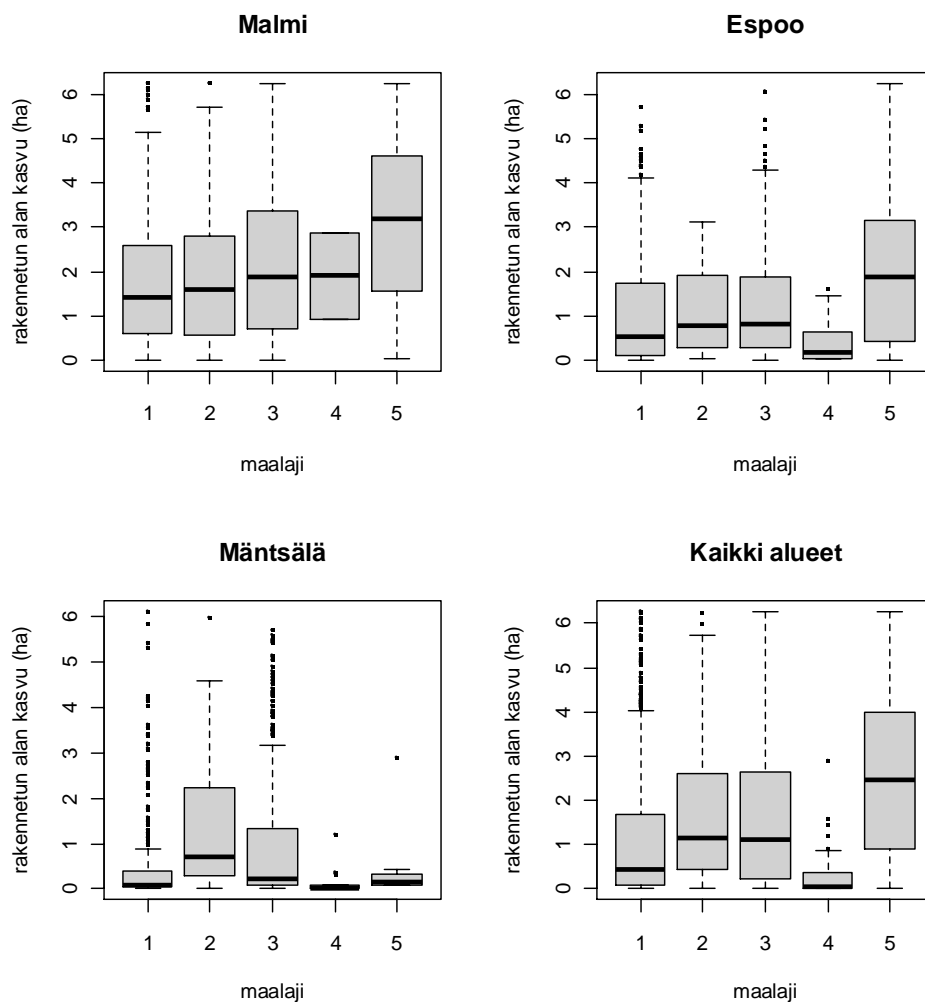 Malmi
rakennetun alan kasvu (ha)
0 1 2 3 4 5 6
1 2 3 4 5
maalaji
Espoo
rakennetun alan kasvu (ha)
0 1 2 3 4 5 6
1 2 3 4 5
maalaji
Mäntsälä
rakennetun alan kasvu (ha)
0 1 2 3 4 5 6
1 2 3 4 5
maalaji
Kaikki alueet
rakennetun alan kasvu (ha)
0 1 2 3 4 5 6
1 2 3 4 5
maalaji